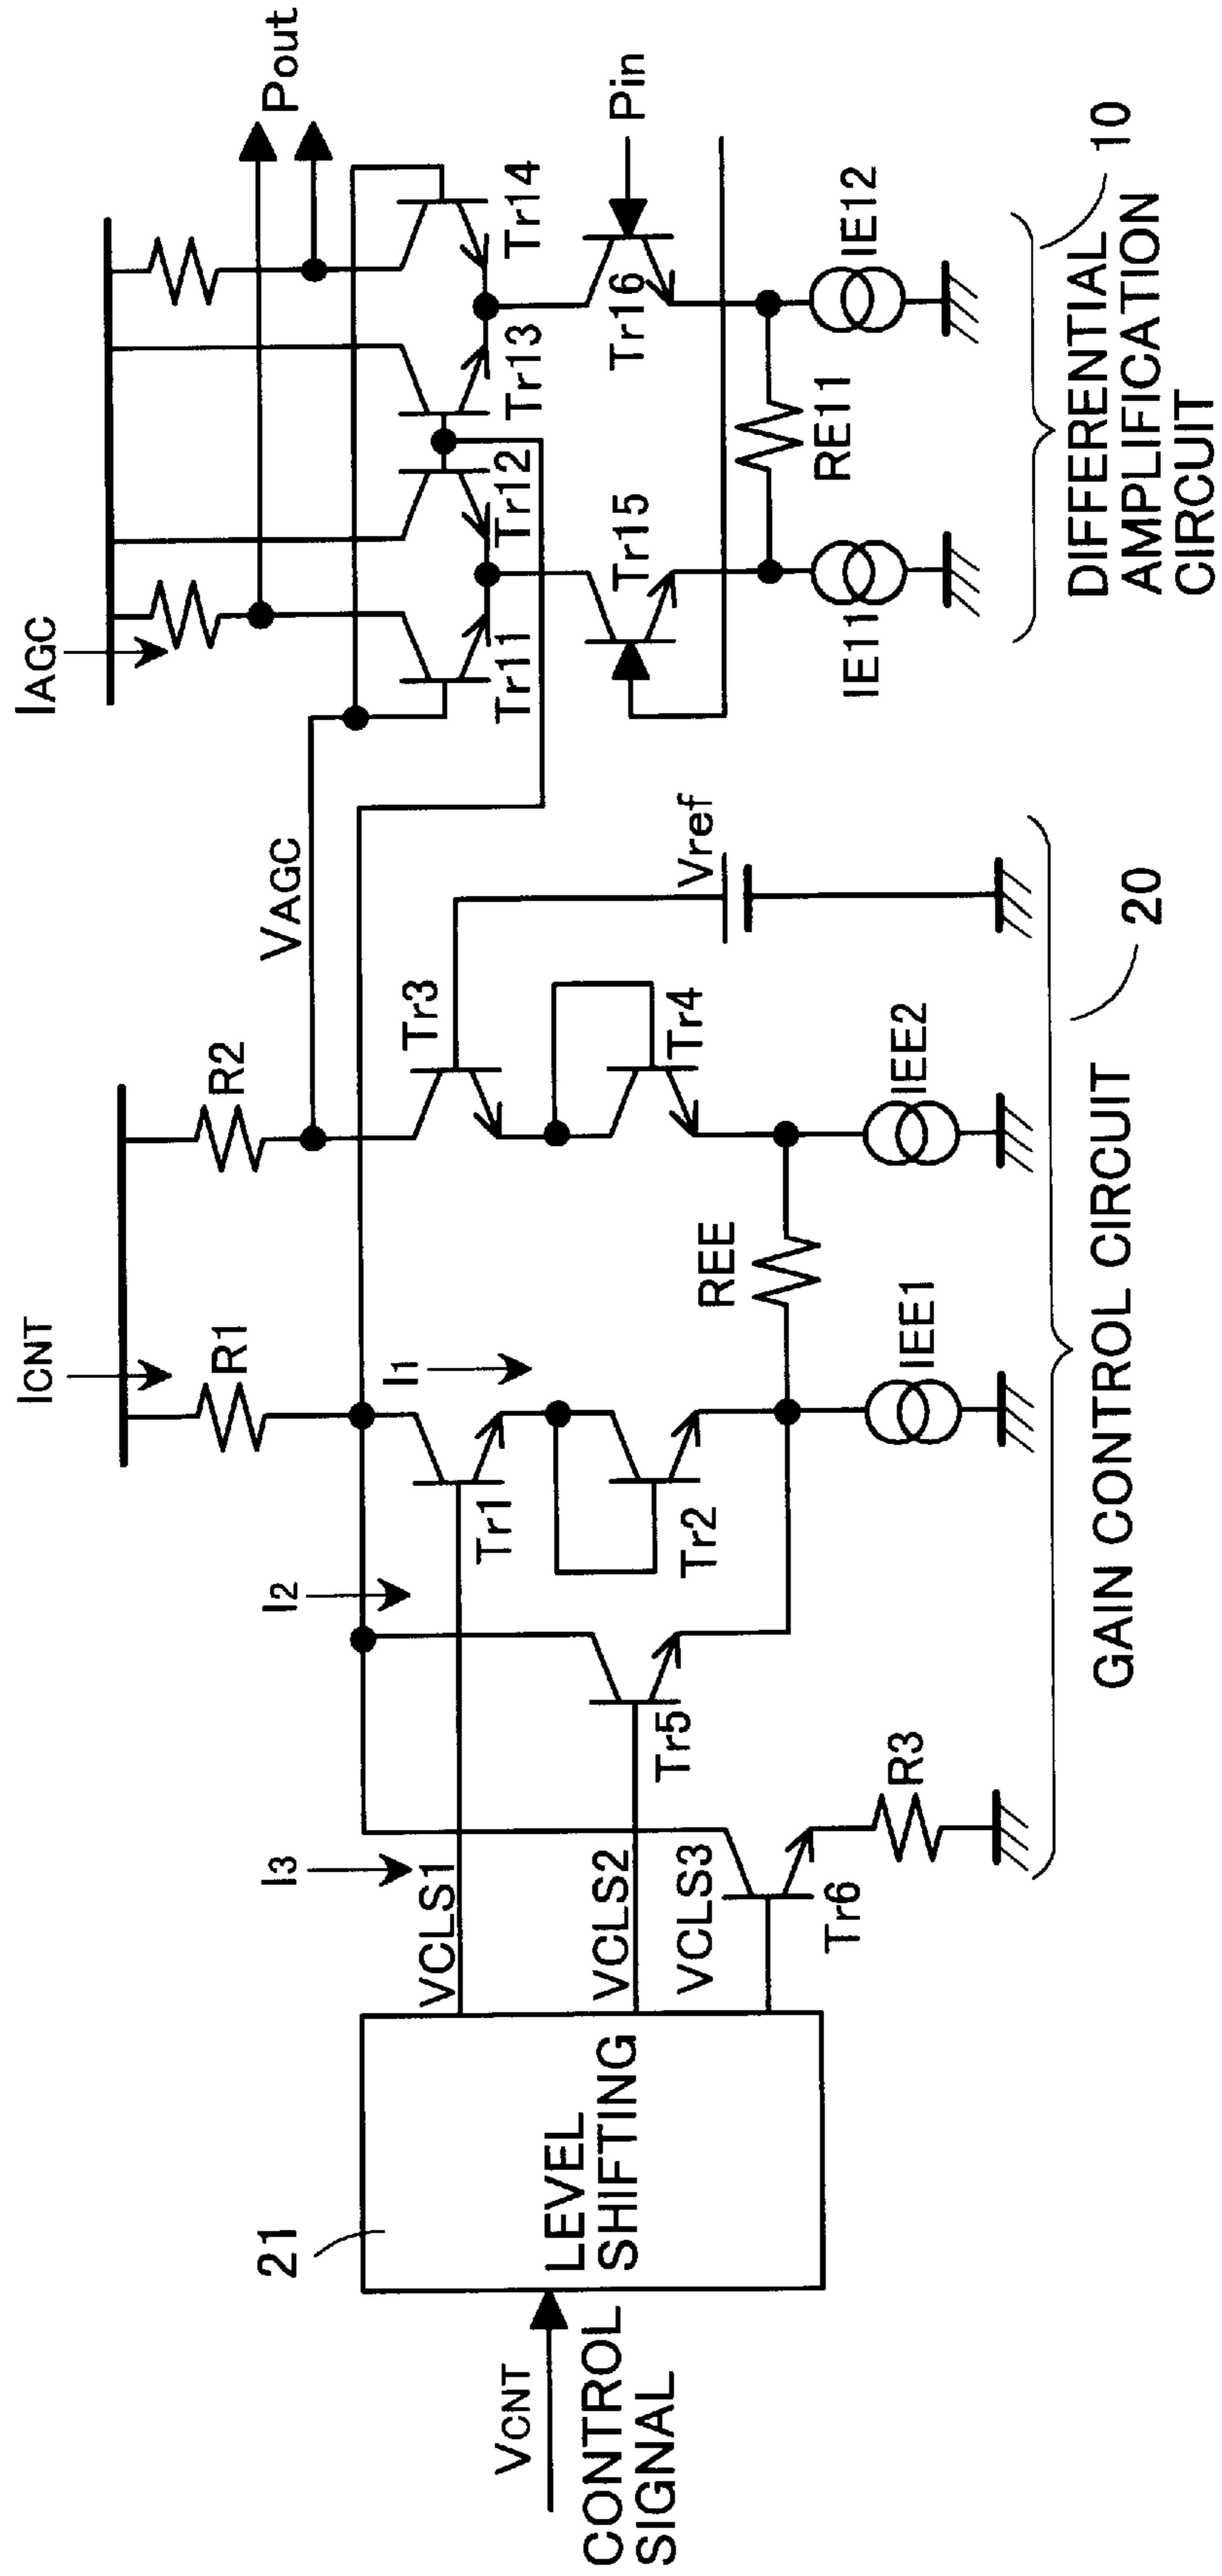 VCNT
CONTROL
SIGNAL
21
LEVEL
SHIFTING
VCLS1
VCLS2
VCLS3
I3
I2
I1
ICNT
R1
R2
R3
Tr1
Tr2
Tr3
Tr4
Tr5
Tr6
REE
IEE1
IEE2
Vref
VAGC
GAIN CONTROL CIRCUIT
20
IAGC
Pout
Tr11
Tr12
Tr13
Tr14
Tr15
Tr16
Pin
RE11
IE11
IE12
DIFFERENTIAL
AMPLIFICATION
CIRCUIT
10